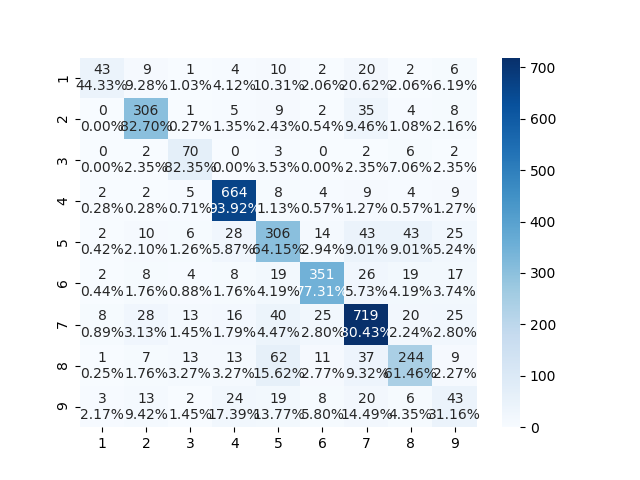 43 9 1 4 10 2 20 2 6
1
44.33% 9.28% 1.03% 4.12% 10.31% 2.06% 20.62% 2.06% 6.19%
0 306 1 5 9 2 35 4 8
2
0.00% 82.70% 0.27% 1.35% 2.43% 0.54% 9.46% 1.08% 2.16%
0 2 70 0 3 0 2 6 2
3
0.00% 2.35% 82.35% 0.00% 3.53% 0.00% 2.35% 7.06% 2.35%
2 2 5 664 8 4 9 4 9
4
0.28% 0.28% 0.71% 93.92% 1.13% 0.57% 1.27% 0.57% 1.27%
2 10 6 28 306 14 43 43 25
5
0.42% 2.10% 1.26% 5.87% 64.15% 2.94% 9.01% 9.01% 5.24%
2 8 4 8 19 351 26 19 17
6
0.44% 1.76% 0.88% 1.76% 4.19% 77.31% 5.73% 4.19% 3.74%
8 28 13 16 40 25 719 20 25
7
0.89% 3.13% 1.45% 1.79% 4.47% 2.80% 80.43% 2.24% 2.80%
1 7 13 13 62 11 37 244 9
8
0.25% 1.76% 3.27% 3.27% 15.62% 2.77% 9.32% 61.46% 2.27%
3 13 2 24 19 8 20 6 43
9
2.17% 9.42% 1.45% 17.39% 13.77% 5.80% 14.49% 4.35% 31.16%
1 2 3 4 5 6 7 8 9
700
600
500
400
300
200
100
0